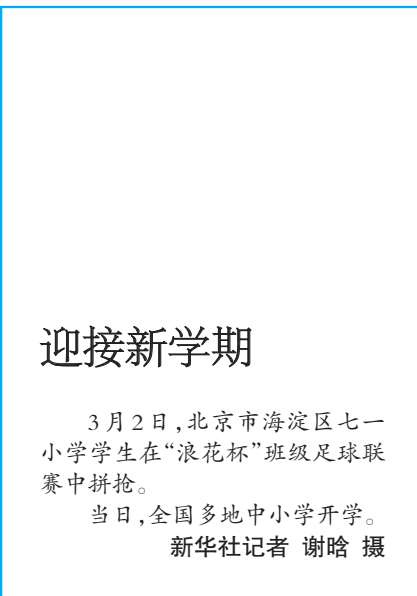 迎接新学期
3月2日,北京市海淀区七一
小学学生在“浪花杯”班级足球联
赛中拼抢。
当日,全国多地中小学开学。
新华社记者 谢晗 摄